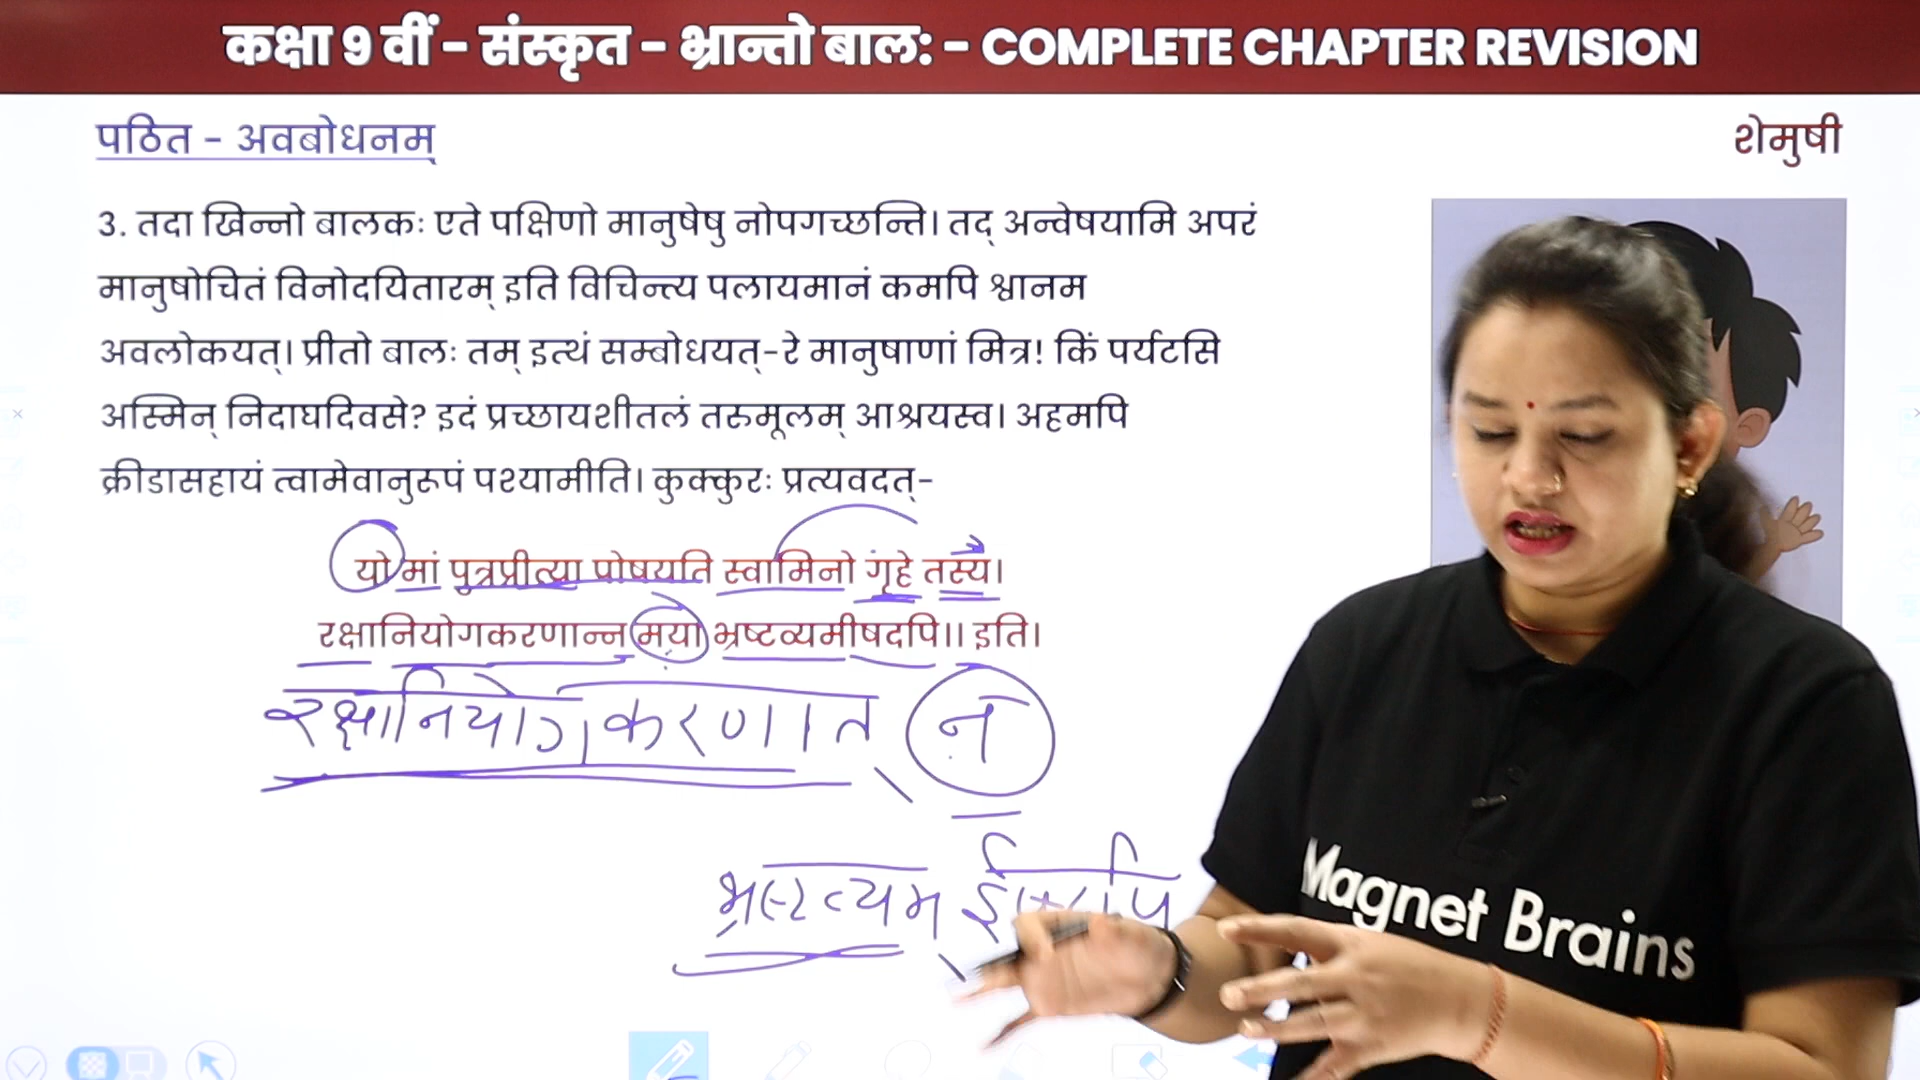 कक्षा 9 वीं - संस्कृत - भ्रान्तो बाल: - COMPLETE CHAPTER REVISION
पठित - अवबोधनम्
शेमुषी
3. तदा खिन्नो बालकः एते पक्षिणो मानुषेषु नोपगच्छन्ति। तद् अन्वेषयामि अपरं
मानुषोचितं विनोदयितारम् इति विचिन्त्य पलायमानं कमपि श्वानम
अवलोकयत्। प्रीतो बालः तम् इत्थं सम्बोधयत्-रे मानुषाणां मित्र! किं पर्यटसि
अस्मिन् निदाघदिवसे? इदं प्रच्छायशीतलं तरुमूलम् आश्रयस्व। अहमपि
क्रीडासहायं त्वामेवानुरूपं पश्यामीति। कुक्कुरः प्रत्यवदत्-
यो मां पुत्रप्रीत्या पोषयति स्वामिनो गृहे तस्य।
रक्षानियोगकरणान्न मया भ्रष्टव्यमीषदपि।। इति।
रक्षानियोगकरणात् न
भ्रष्टव्यम्
Magnet Brains